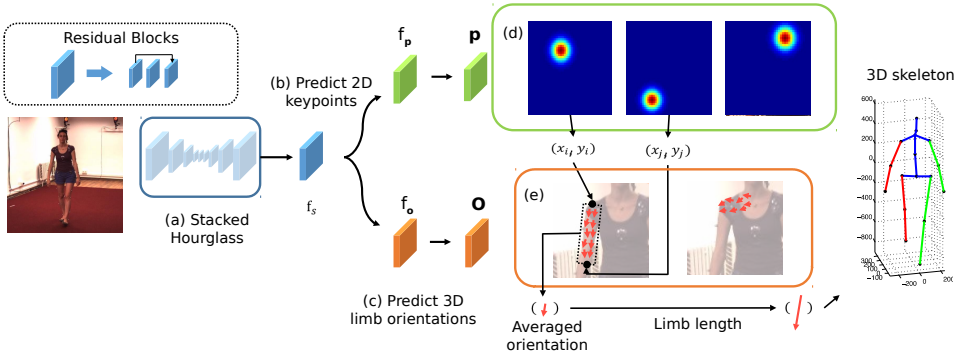 Residual Blocks
(a) Stacked
Hourglass
(b) Predict 2D
keypoints
f_s
f_p
p
f_o
o
(c) Predict 3D
limb orientations
(d)
(x_i, y_i)
(x_j, y_j)
(e)
( )
Averaged
orientation
Limb length
( )
3D skeleton
600
400
200
0
−200
−400
−600
−800
300
200
100
0
−100
−200
0
200